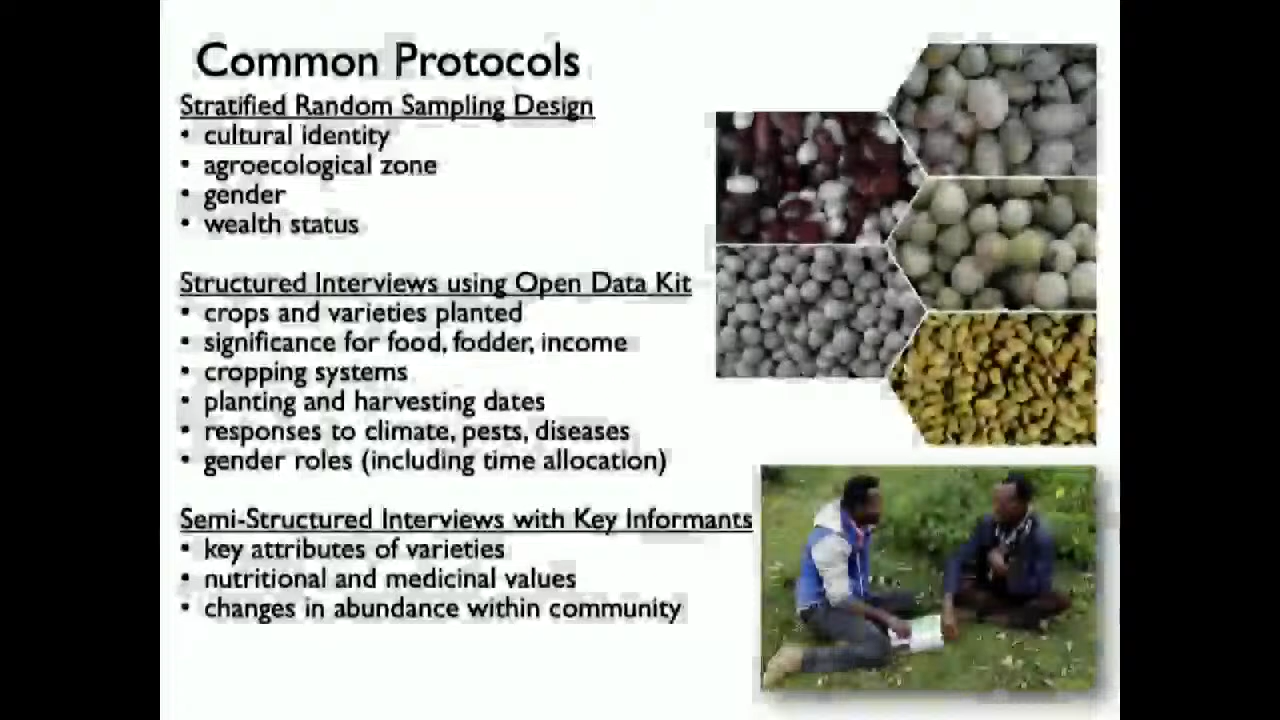 Common Protocols
Stratified Random Sampling Design
• cultural identity
• agroecological zone
• gender
• wealth status
Structured Interviews using Open Data Kit
• crops and varieties planted
• significance for food, fodder, income
• cropping systems
• planting and harvesting dates
• responses to climate, pests, diseases
• gender roles (including time allocation)
Semi-Structured Interviews with Key Informants
• key attributes of varieties
• nutritional and medicinal values
• changes in abundance within community